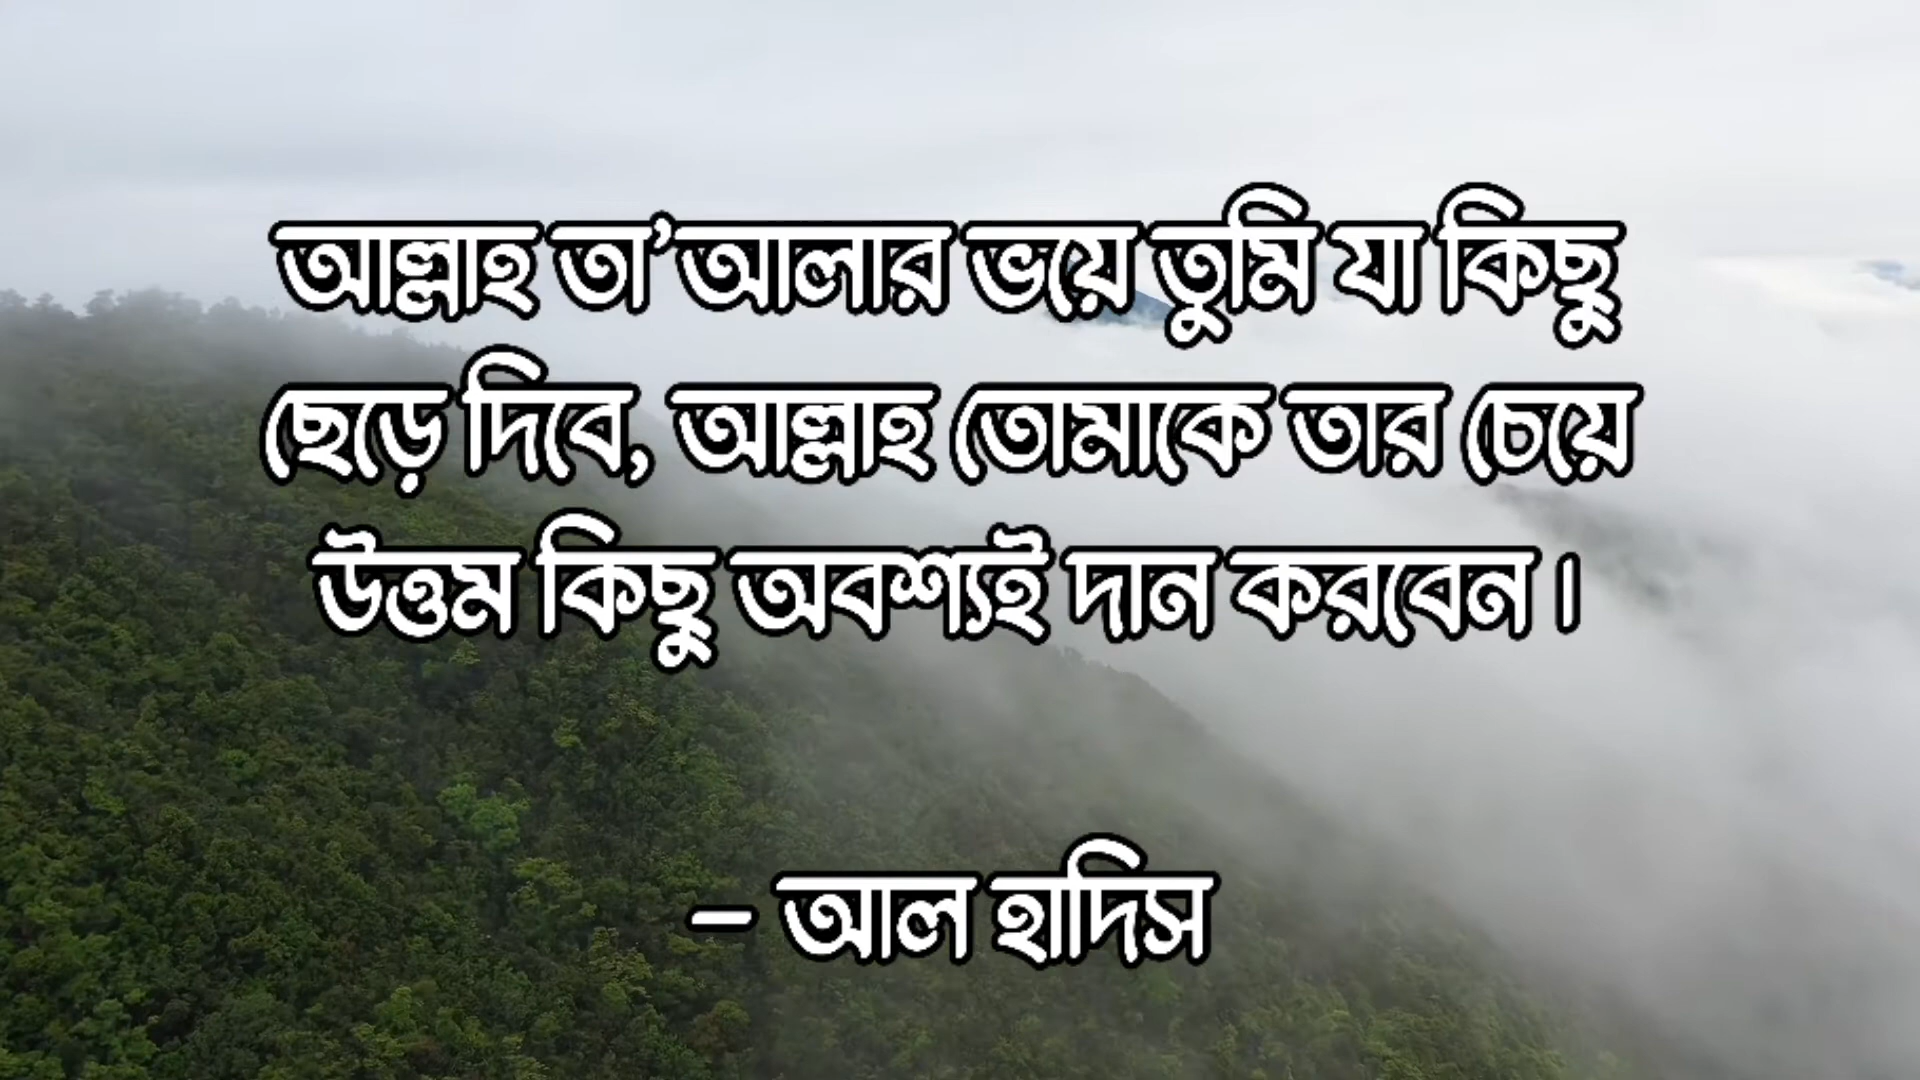 আল্লাহ তা’আলার ভয়ে তুমি যা কিছু
ছেড়ে দিবে, আল্লাহ তোমাকে তার চেয়ে
উত্তম কিছু অবশ্যই দান করবেন।
– আল হাদিস